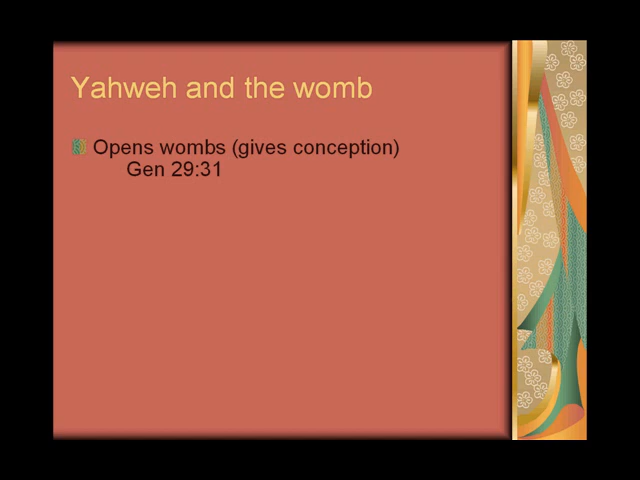 Yahweh and the womb
Opens wombs (gives conception)
Gen 29:31